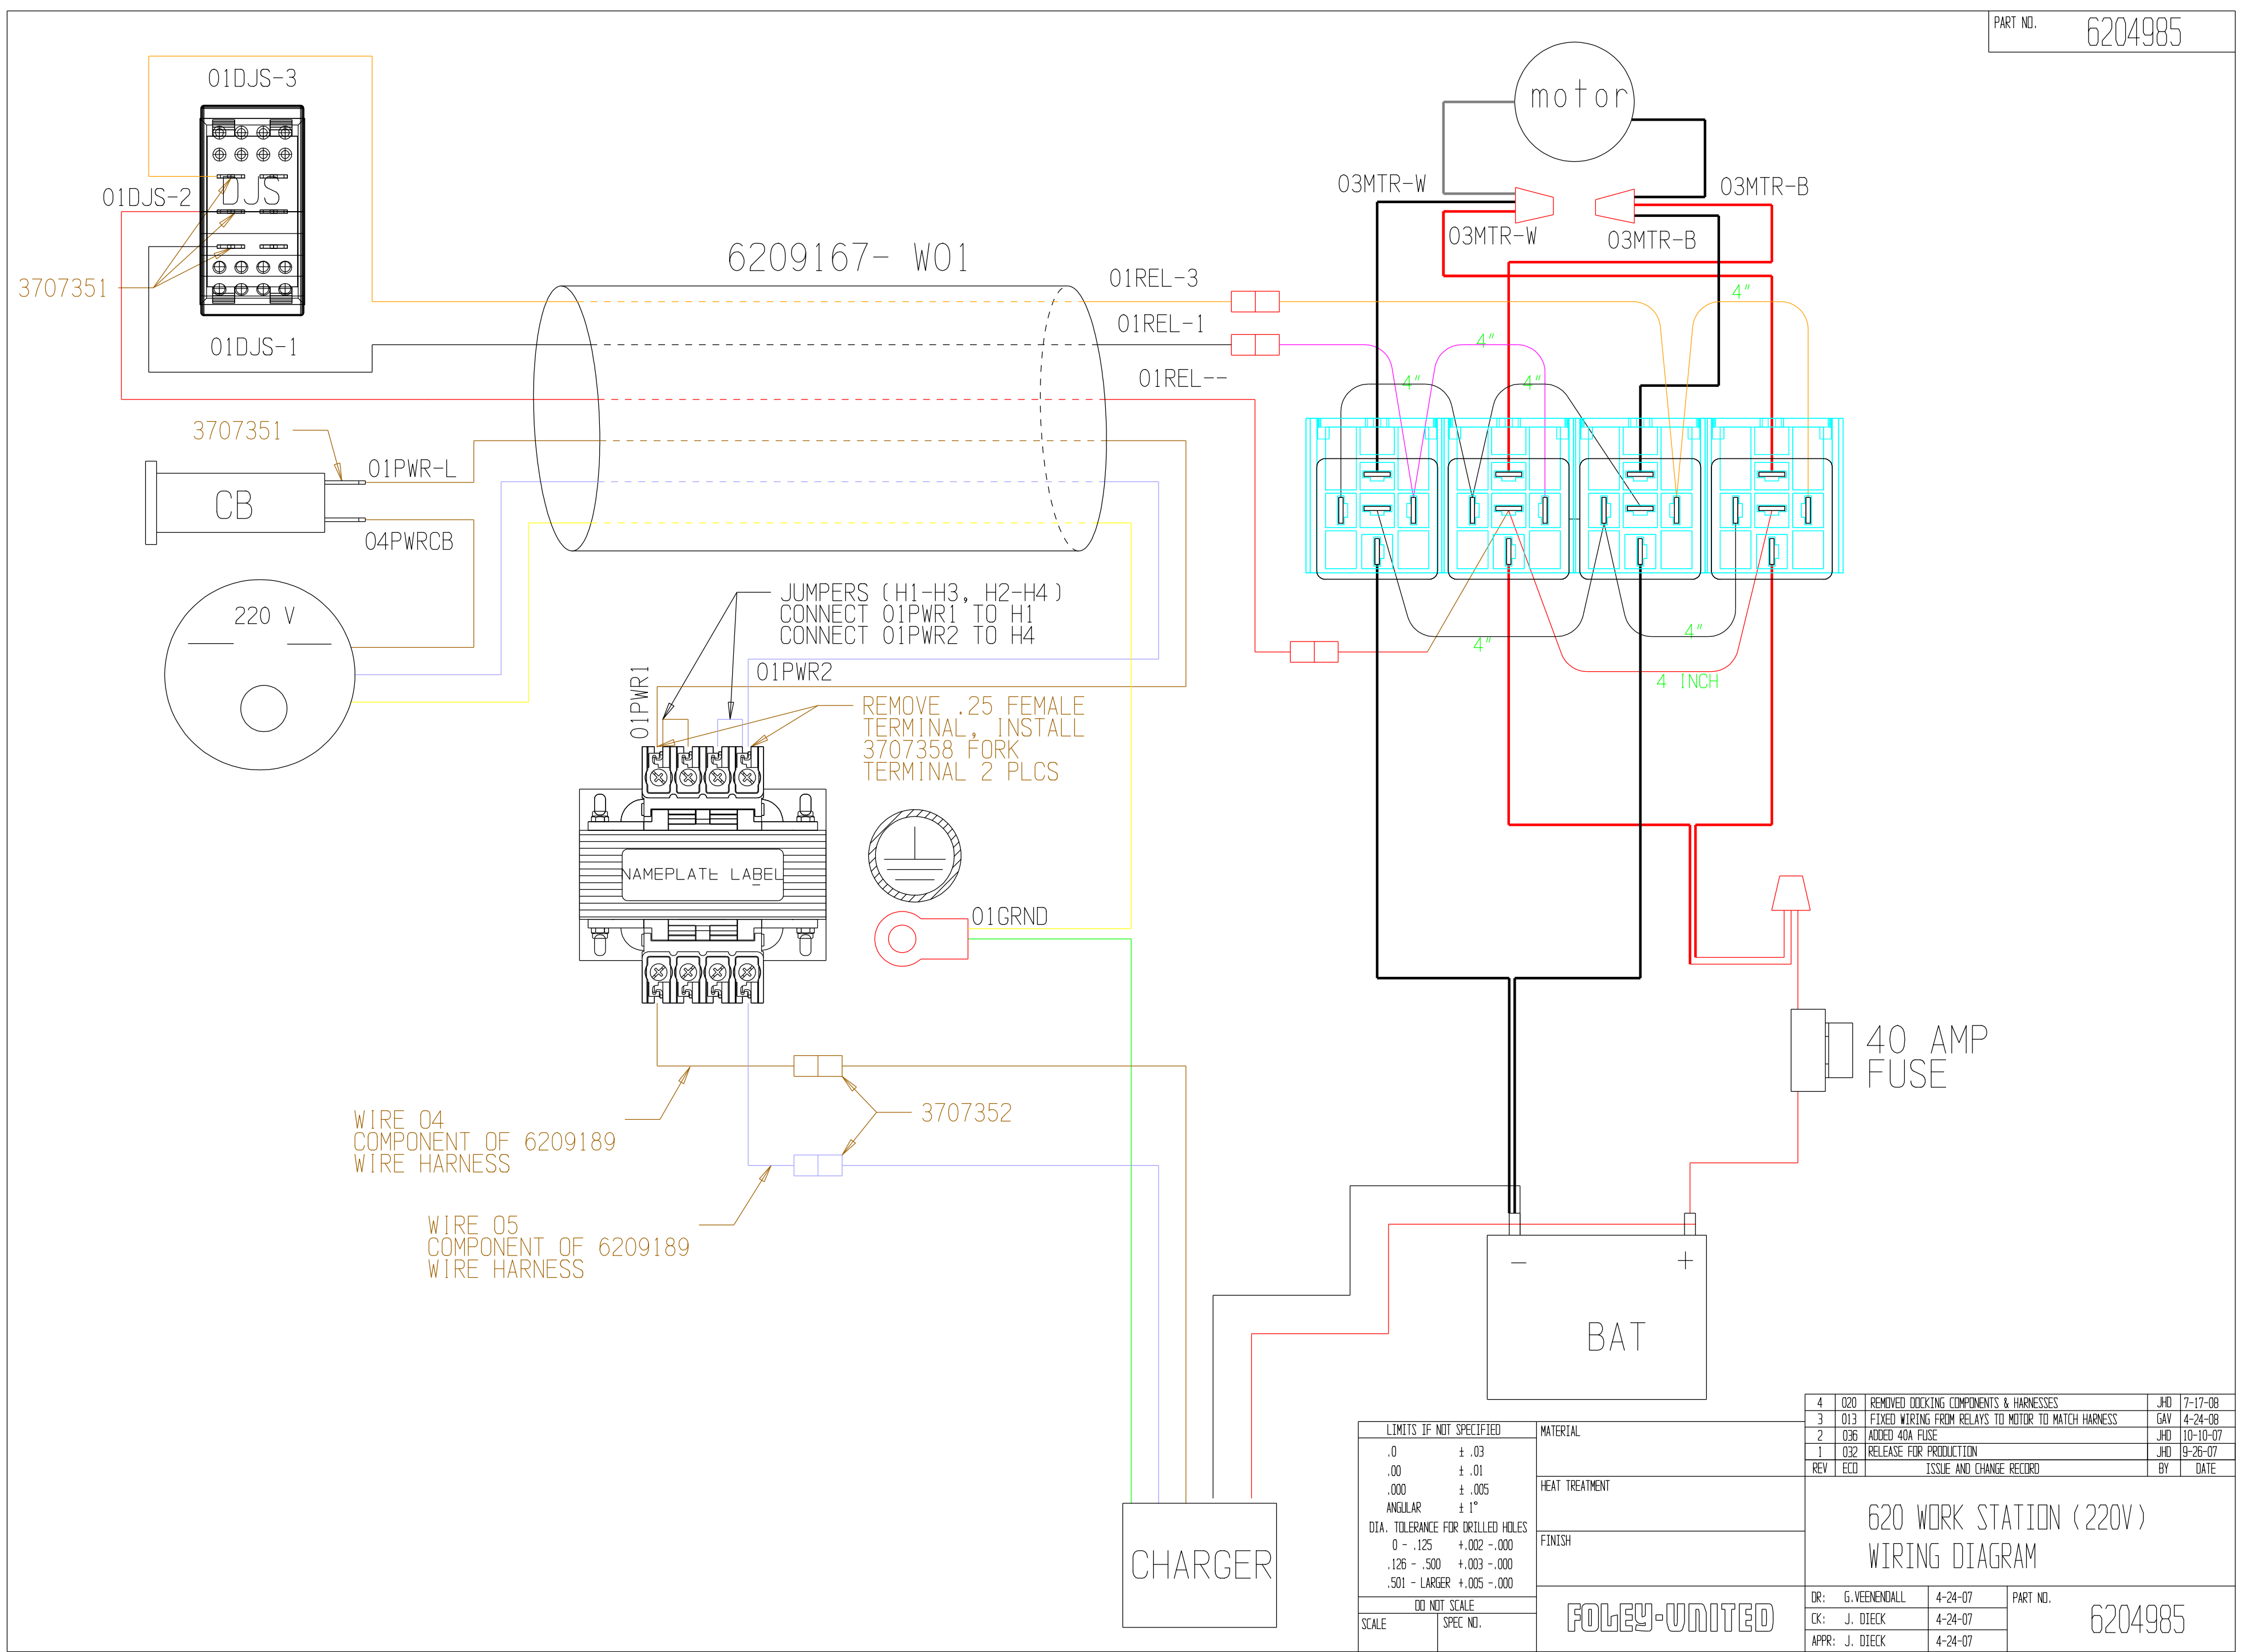 PART NO. 6204985
01DJS-3
DJS
01DJS-2
3707351
01DJS-1
motor
03MTR-W
03MTR-B
03MTR-W
03MTR-B
6209167- W01
01REL-3
01REL-1
01REL--
4"
4"
4"
4"
4"
4"
4 INCH
3707351
CB
01PWR-L
04PWRCB
220 V
JUMPERS (H1-H3, H2-H4)
CONNECT 01PWR1 TO H1
CONNECT 01PWR2 TO H4
01PWR1
01PWR2
REMOVE .25 FEMALE
TERMINAL, INSTALL
3707358 FORK
TERMINAL 2 PLCS
NAMEPLATE LABEL
01GRND
40 AMP
FUSE
WIRE 04
COMPONENT OF 6209189
WIRE HARNESS
3707352
WIRE 05
COMPONENT OF 6209189
WIRE HARNESS
- +
BAT
CHARGER
LIMITS IF NOT SPECIFIED
.0 ± .03
.00 ± .01
.000 ± .005
ANGULAR ± 1°
DIA. TOLERANCE FOR DRILLED HOLES
0 - .125 +.002 -.000
.126 - .500 +.003 -.000
.501 - LARGER +.005 -.000
DO NOT SCALE
SCALE
SPEC NO.
MATERIAL
HEAT TREATMENT
FINISH
FOLEY-UNITED
4 020 REMOVED DOCKING COMPONENTS & HARNESSES JHD 7-17-08
3 013 FIXED WIRING FROM RELAYS TO MOTOR TO MATCH HARNESS GAV 4-24-08
2 036 ADDED 40A FUSE JHD 10-10-07
1 032 RELEASE FOR PRODUCTION JHD 9-26-07
REV ECO ISSUE AND CHANGE RECORD BY DATE
620 WORK STATION (220V)
WIRING DIAGRAM
DR: G.VEENENDALL 4-24-07
CK: J. DIECK 4-24-07
APPR: J. DIECK 4-24-07
PART NO. 6204985